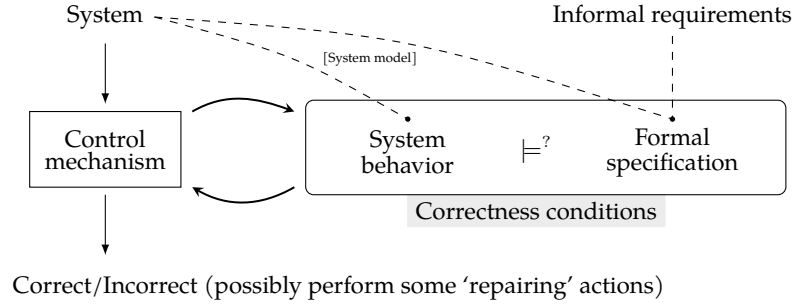 System
Informal requirements
[System model]
Control
mechanism
System
behavior
⊨?
Formal
specification
Correctness conditions
Correct/Incorrect (possibly perform some ‘repairing’ actions)